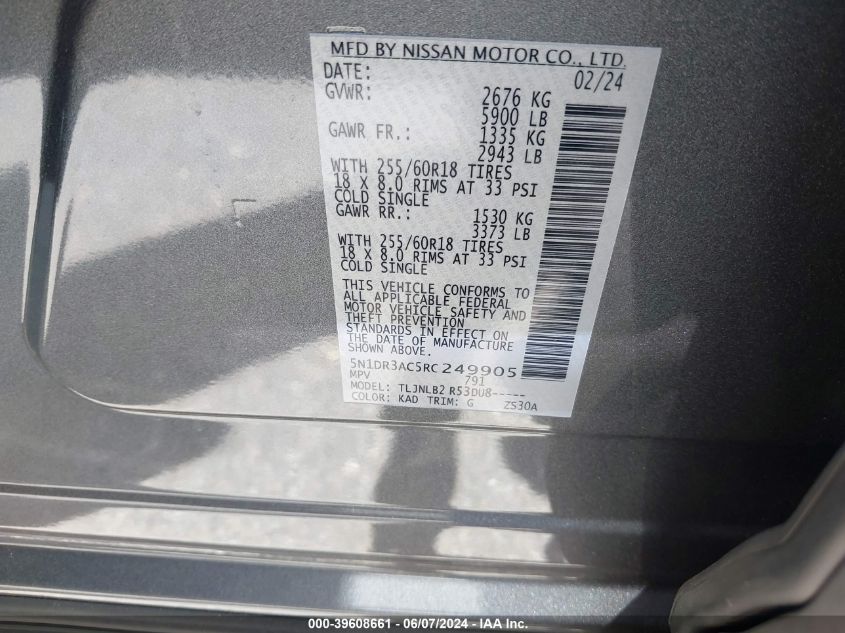 MFD BY NISSAN MOTOR CO., LTD.
DATE: 02/24
GVWR: 2676 KG
5900 LB
GAWR FR.: 1335 KG
2943 LB
WITH 255/60R18 TIRES
18 X 8.0 RIMS AT 33 PSI
COLD SINGLE
GAWR RR.: 1530 KG
3373 LB
WITH 255/60R18 TIRES
18 X 8.0 RIMS AT 33 PSI
COLD SINGLE
THIS VEHICLE CONFORMS TO
ALL APPLICABLE FEDERAL
MOTOR VEHICLE SAFETY AND
THEFT PREVENTION
STANDARDS IN EFFECT ON
THE DATE OF MANUFACTURE
SHOWN ABOVE.
5N1DR3AC5RC249905
MPV 791
MODEL: TLJNLB2 R53DU8-----
COLOR: KAD TRIM: G ZS30A
000-39608661 - 06/07/2024 - IAA Inc.